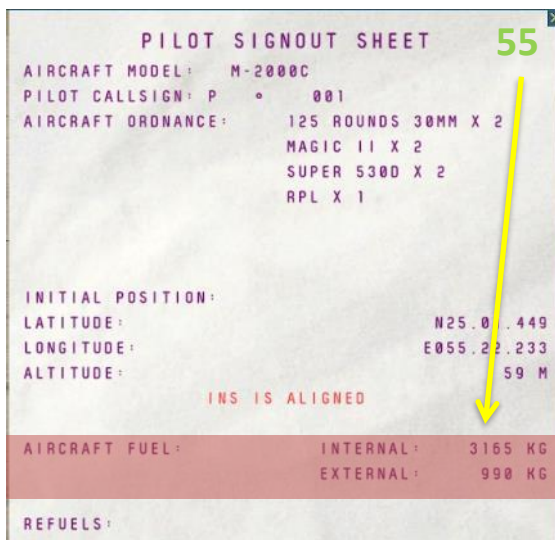 PILOT SIGNOUT SHEET
55
AIRCRAFT MODEL: M-2000C
PILOT CALLSIGN: P ° 001
AIRCRAFT ORDNANCE: 125 ROUNDS 30MM X 2
MAGIC II X 2
SUPER 530D X 2
RPL X 1
INITIAL POSITION:
LATITUDE: .449
LONGITUDE: E055.22.233
ALTITUDE: 59 M
INS IS ALIGNED
AIRCRAFT FUEL: INTERNAL: 3165 KG
EXTERNAL: 990 KG
REFUELS: